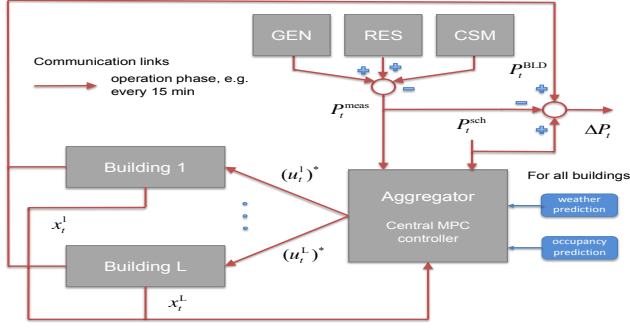 GEN
RES
CSM
Communication links
operation phase, e.g.
every 15 min
P_t^BLD
P_t^meas
P_t^sch
ΔP_t
Building 1
(u_t^1)^*
Aggregator
Central MPC
controller
For all buildings
weather
prediction
x_t^1
occupancy
prediction
Building L
(u_t^L)^*
x_t^L